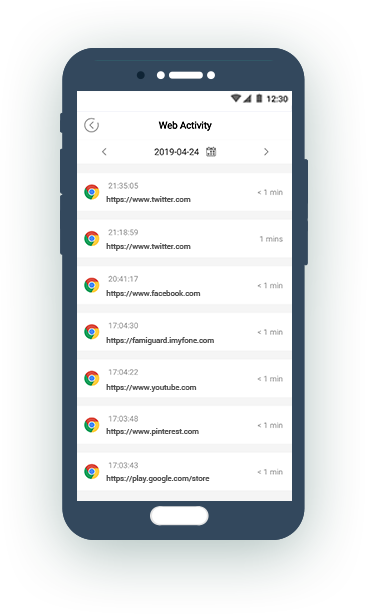 12:30
Web Activity
2019-04-24
21:35:05
https://www.twitter.com
< 1 min
21:18:59
https://www.twitter.com
1 mins
20:41:17
https://www.facebook.com
< 1 min
17:04:30
https://famiguard.imyfone.com
< 1 min
17:04:22
https://www.youtube.com
< 1 min
17:03:48
https://www.pinterest.com
< 1 min
17:03:43
https://play.google.com/store
< 1 min